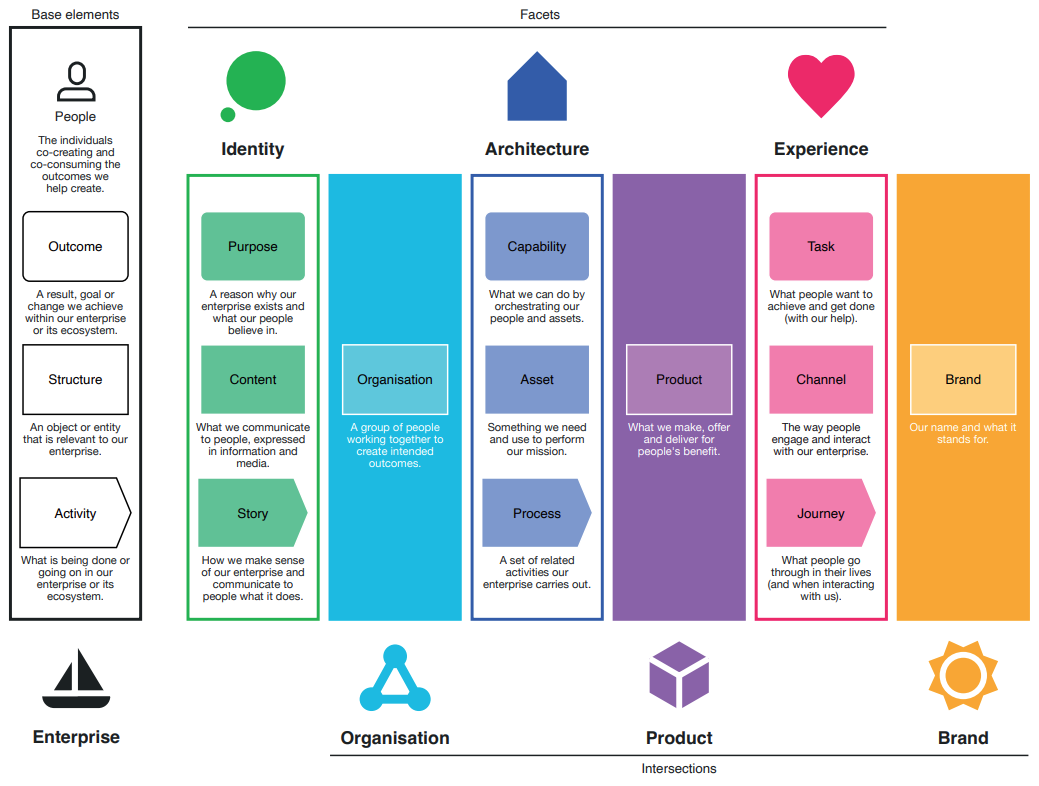 Base elements
Facets
People
The individuals
co-creating and
co-consuming the
outcomes we
help create.
Outcome
A result, goal or
change we achieve
within our enterprise
or its ecosystem.
Structure
An object or entity
that is relevant to our
enterprise.
Activity
What is being done or
going on in our
enterprise or its
ecosystem.
Enterprise
Identity
Purpose
A reason why our
enterprise exists and
what our people
believe in.
Content
What we communicate
to people, expressed
in information and
media.
Story
How we make sense
of our enterprise and
communicate to
people what it does.
Organisation
A group of people
working together to
create intended
outcomes.
Organisation
Architecture
Capability
What we can do by
orchestrating our
people and assets.
Asset
Something we need
and use to perform
our mission.
Process
A set of related
activities our
enterprise carries out.
Product
What we make, offer
and deliver for
people's benefit.
Product
Experience
Task
What people want to
achieve and get done
(with our help).
Channel
The way people
engage and interact
with our enterprise.
Journey
What people go
through in their lives
(and when interacting
with us).
Brand
Our name and what it
stands for.
Brand
Intersections